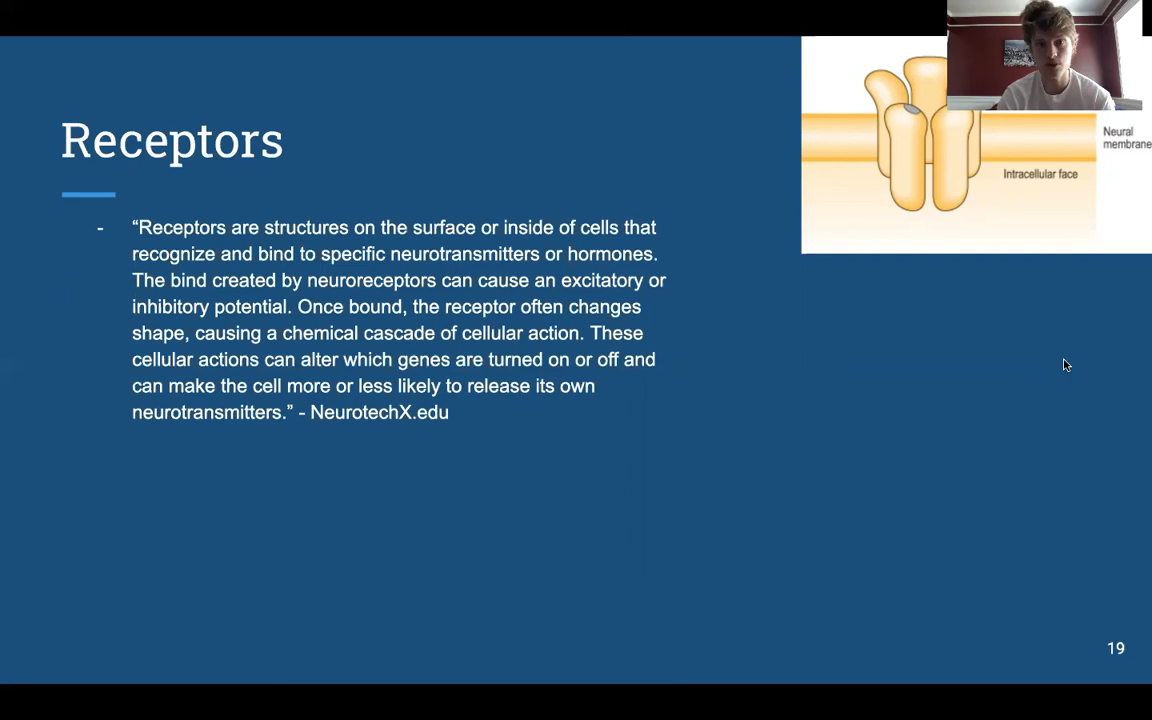 Receptors
- “Receptors are structures on the surface or inside of cells that
recognize and bind to specific neurotransmitters or hormones.
The bind created by neuroreceptors can cause an excitatory or
inhibitory potential. Once bound, the receptor often changes
shape, causing a chemical cascade of cellular action. These
cellular actions can alter which genes are turned on or off and
can make the cell more or less likely to release its own
neurotransmitters.” - NeurotechX.edu
Neural
membrane
Intracellular face
19